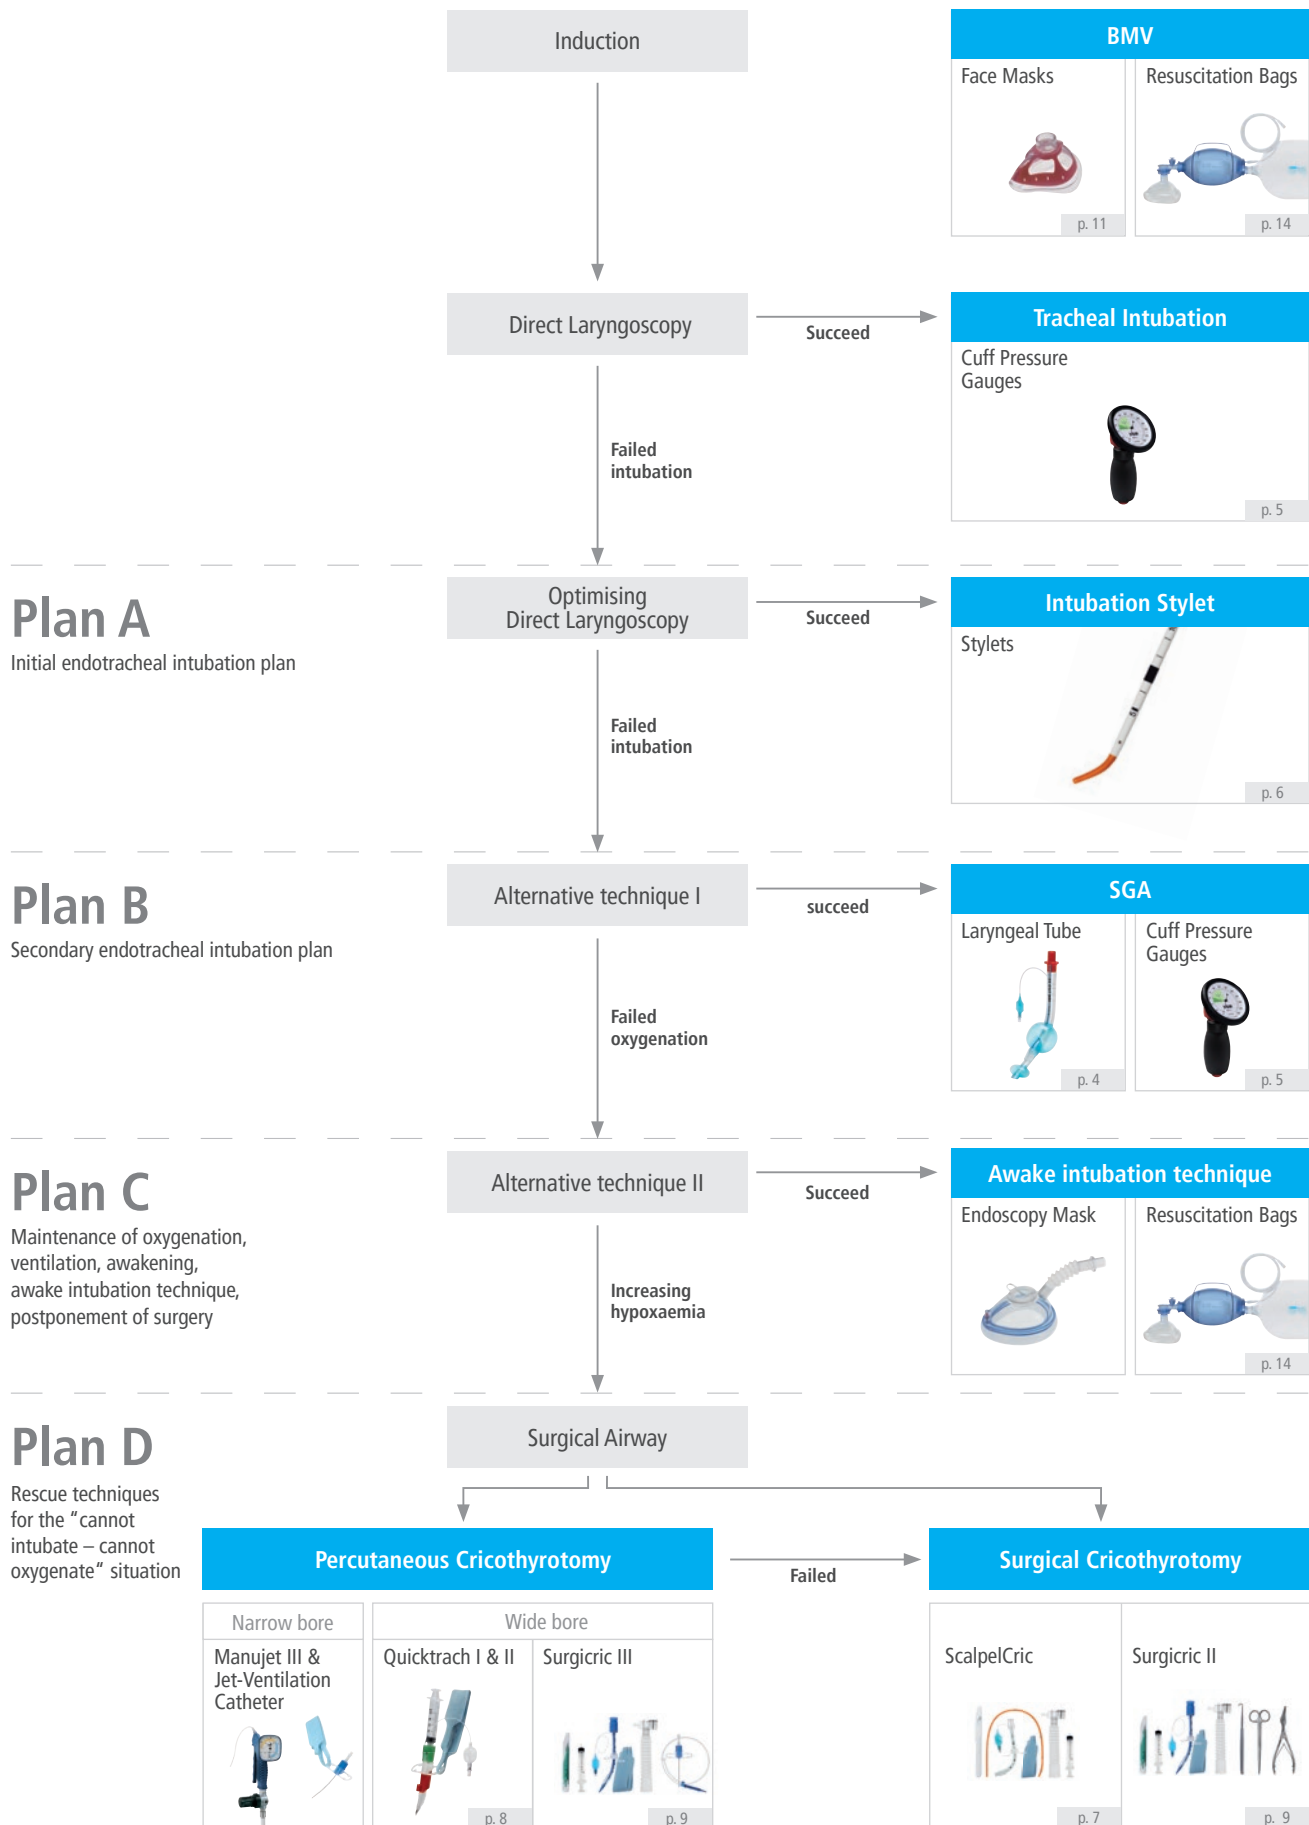 Induction
BMV
Face Masks
Resuscitation Bags
p. 11
p. 14
Direct Laryngoscopy
Succeed
Tracheal Intubation
Cuff Pressure
Gauges
p. 5
Failed
intubation
Plan A
Initial endotracheal intubation plan
Optimising
Direct Laryngoscopy
Succeed
Intubation Stylet
Stylets
p. 6
Failed
intubation
Plan B
Secondary endotracheal intubation plan
Alternative technique I
succeed
SGA
Laryngeal Tube
Cuff Pressure
Gauges
p. 4
p. 5
Failed
oxygenation
Plan C
Maintenance of oxygenation,
ventilation, awakening,
awake intubation technique,
postponement of surgery
Alternative technique II
Succeed
Awake intubation technique
Endoscopy Mask
Resuscitation Bags
p. 14
Increasing
hypoxaemia
Plan D
Rescue techniques
for the "cannot
intubate – cannot
oxygenate" situation
Surgical Airway
Percutaneous Cricothyrotomy
Failed
Surgical Cricothyrotomy
Narrow bore
Wide bore
Manujet III &
Jet-Ventilation
Catheter
Quicktrach I & II
Surgicric III
ScalpelCric
Surgicric II
p. 8
p. 9
p. 7
p. 9